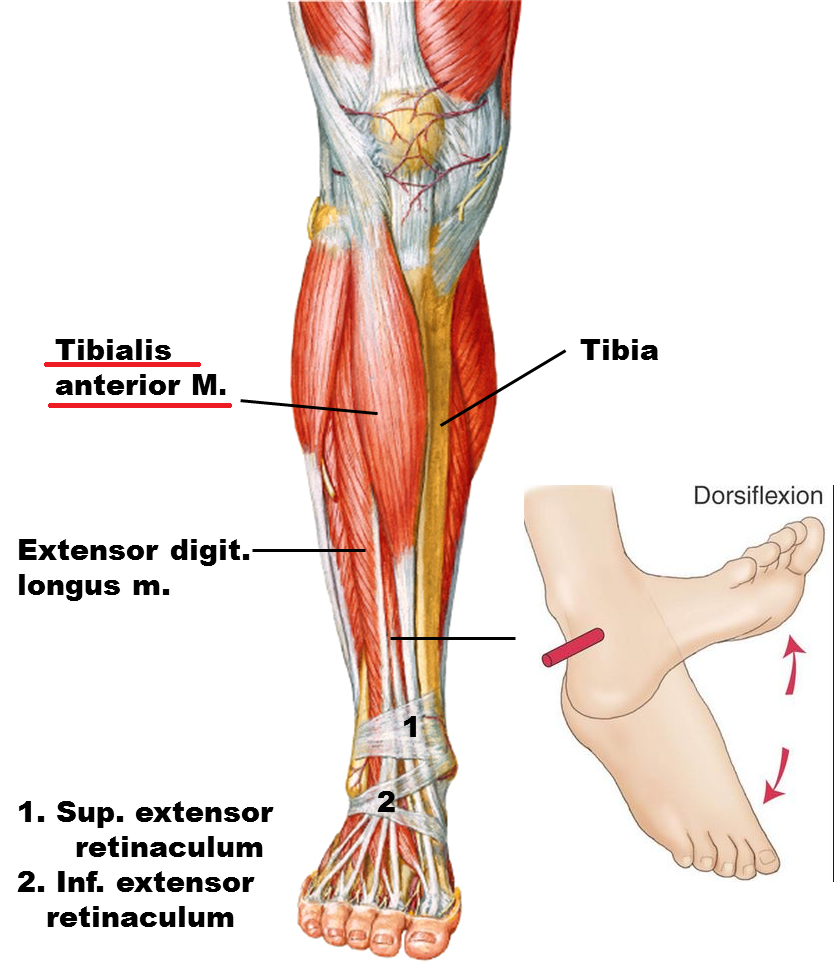 Tibialis
anterior M.
Tibia
Dorsiflexion
Extensor digit.
longus m.
1
2
1. Sup. extensor
retinaculum
2. Inf. extensor
retinaculum